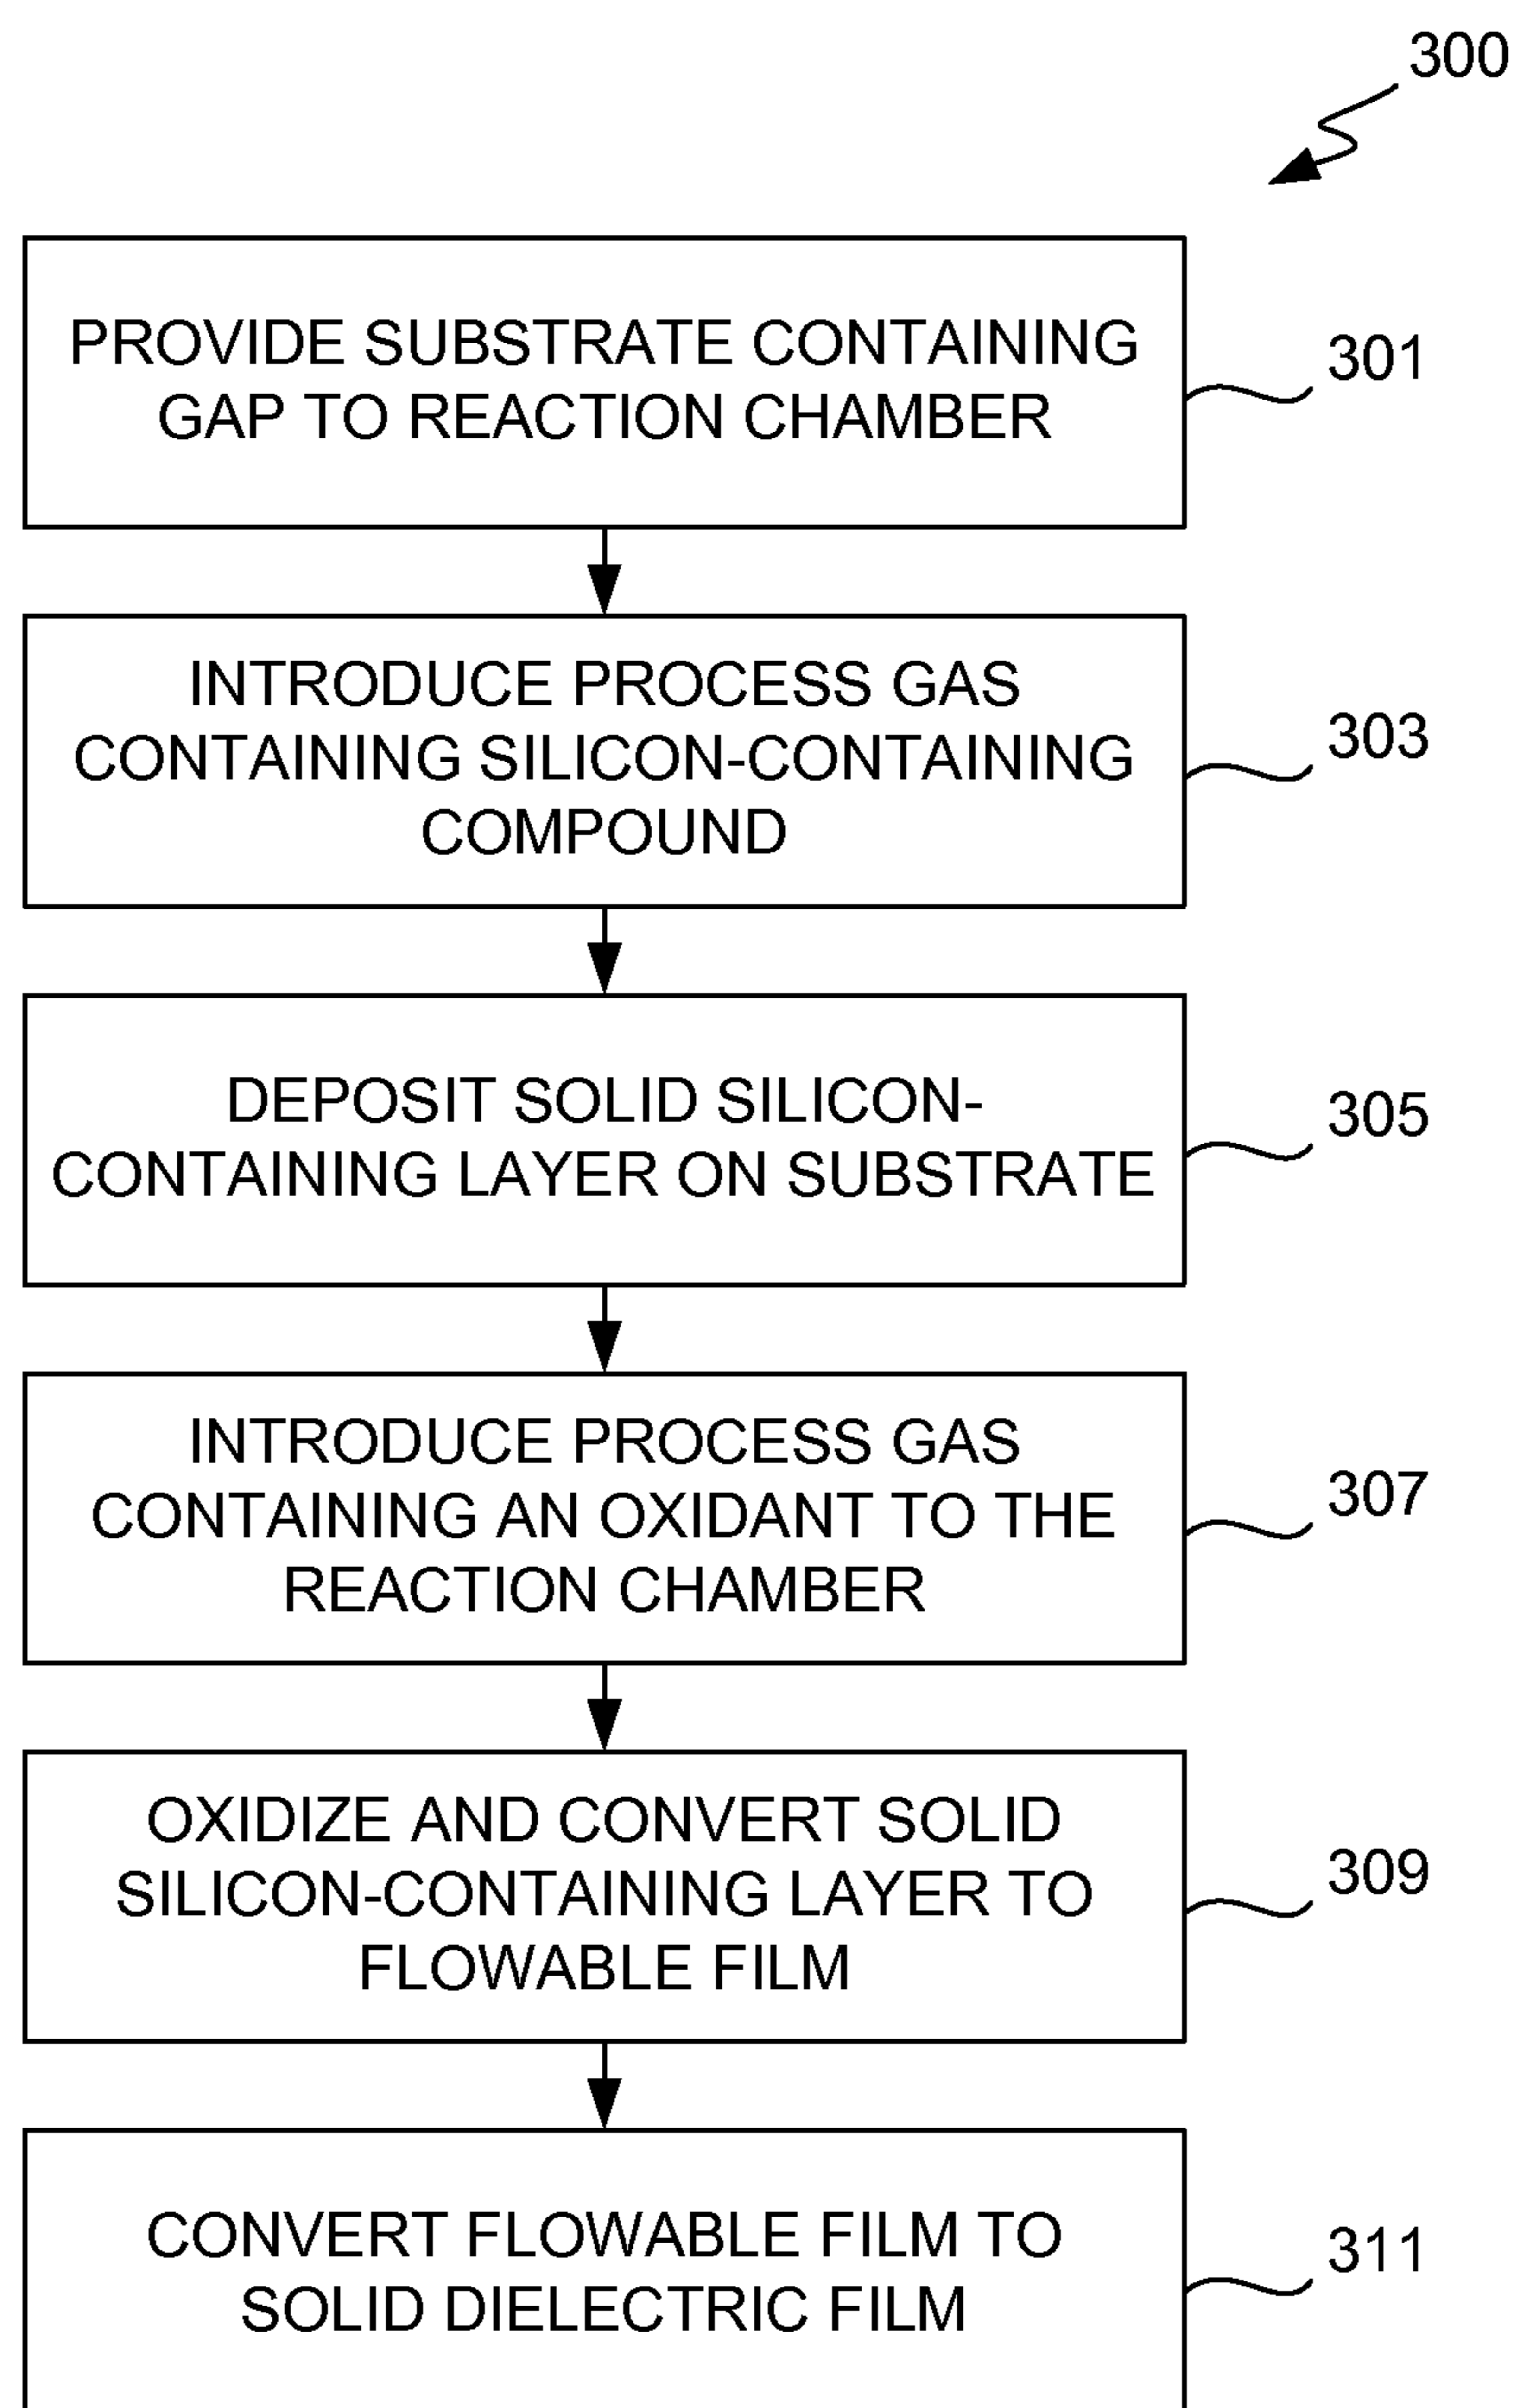 300
PROVIDE SUBSTRATE CONTAINING
GAP TO REACTION CHAMBER
301
INTRODUCE PROCESS GAS
CONTAINING SILICON-CONTAINING
COMPOUND
303
DEPOSIT SOLID SILICON-
CONTAINING LAYER ON SUBSTRATE
305
INTRODUCE PROCESS GAS
CONTAINING AN OXIDANT TO THE
REACTION CHAMBER
307
OXIDIZE AND CONVERT SOLID
SILICON-CONTAINING LAYER TO
FLOWABLE FILM
309
CONVERT FLOWABLE FILM TO
SOLID DIELECTRIC FILM
311